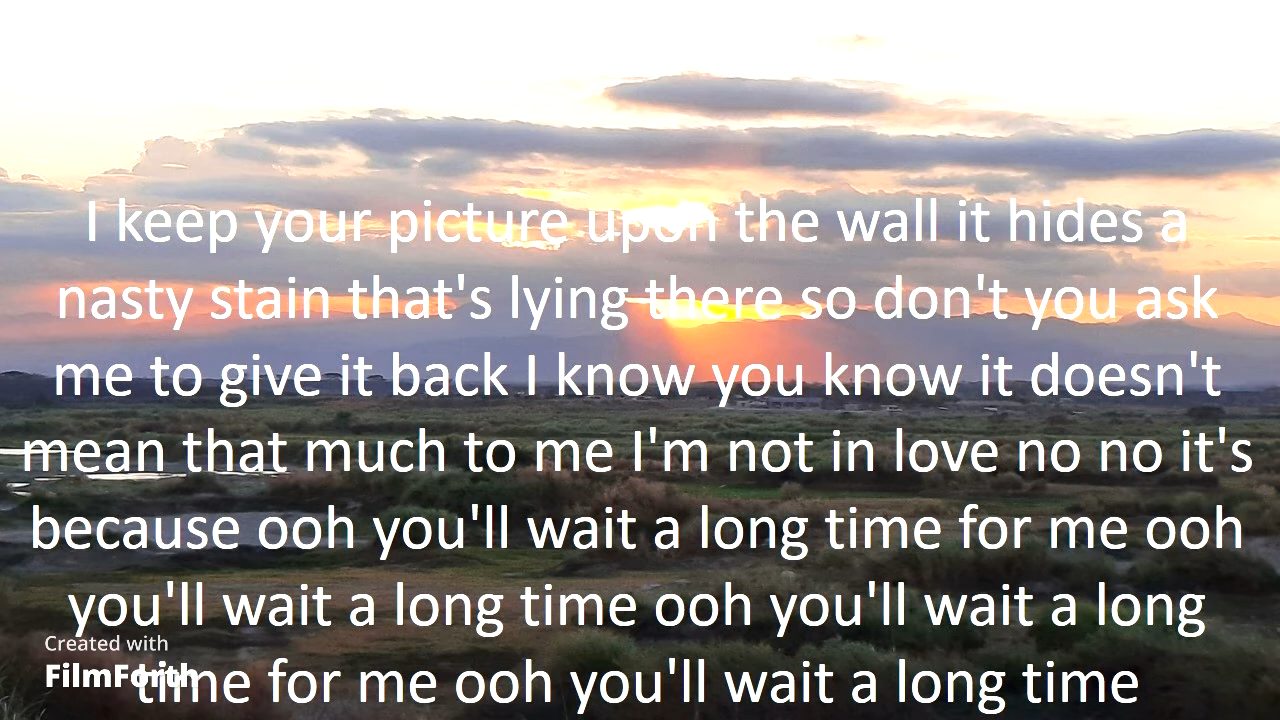 I keep your picture upon the wall it hides a
nasty stain that's lying there so don't you ask
me to give it back I know you know it doesn't
mean that much to me I'm not in love no no it's
because ooh you'll wait a long time for me ooh
you'll wait a long time ooh you'll wait a long
time for me ooh you'll wait a long time
Created with
FilmForth